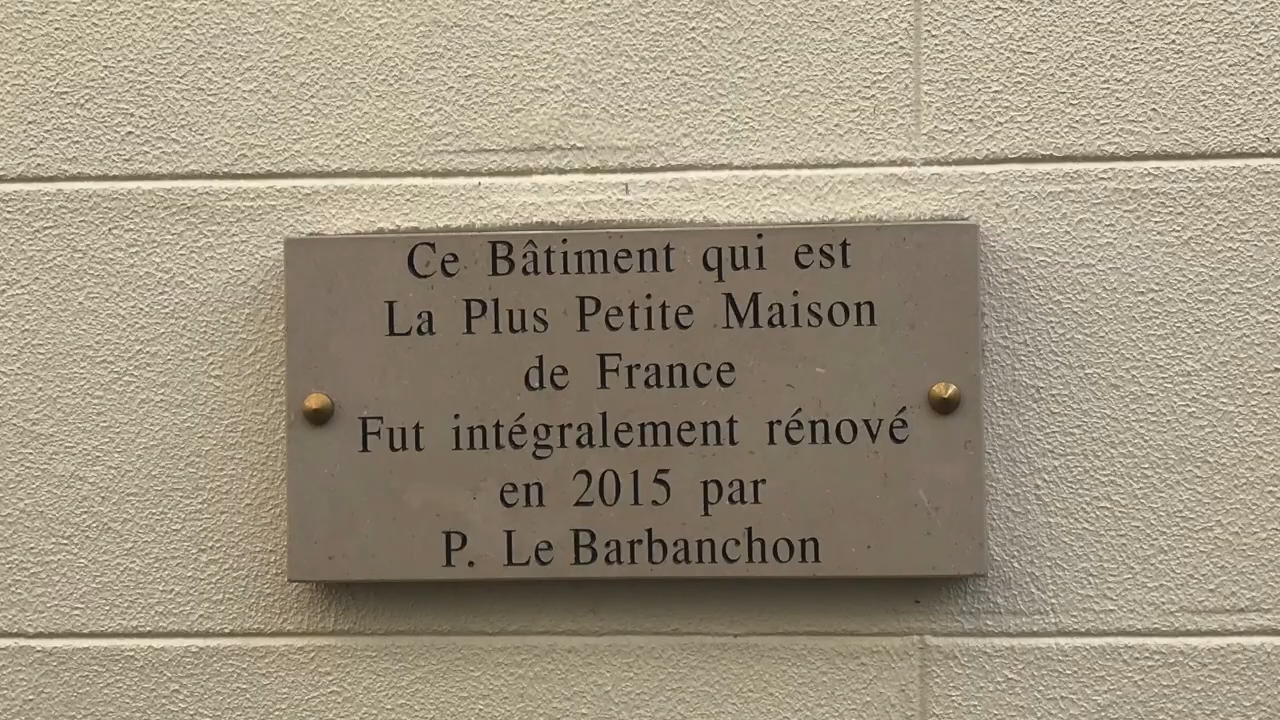 Ce Bâtiment qui est
La Plus Petite Maison
de France
Fut intégralement rénové
en 2015 par
P. Le Barbanchon